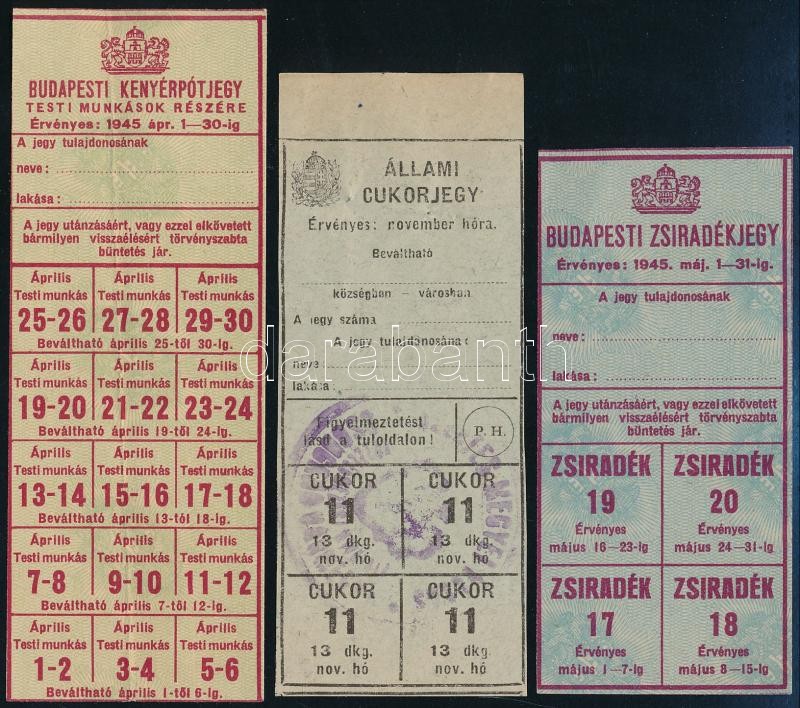 BUDAPESTI KENYÉRPÓTJEGY
TESTI MUNKÁSOK RÉSZÉRE
Érvényes: 1945 ápr. 1—30-ig
A jegy tulajdonosának
neve:
lakása:
A jegy utánzásáért, vagy ezzel elkövetett
bármilyen visszaélésért törvényszabta
büntetés jár.
Április Április Április
Testi munkás Testi munkás Testi munkás
25-26 27-28 29-30
Beváltható április 25-től 30-ig.
Április Április Április
Testi munkás Testi munkás Testi munkás
19-20 21-22 23-24
Beváltható április 19-től 24-ig.
Április Április Április
Testi munkás Testi munkás Testi munkás
13-14 15-16 17-18
Beváltható április 13-tól 18-ig.
Április Április Április
Testi munkás Testi munkás Testi munkás
7-8 9-10 11-12
Beváltható április 7-től 12-ig.
Április Április Április
Testi munkás Testi munkás Testi munkás
1-2 3-4 5-6
Beváltható április 1-től 6-ig.
ÁLLAMI
CUKORJEGY
Érvényes: november hóra.
Beváltható
községban – városban
A jegy száma
A jegy tulajdonosának
neve
lakása:
Figyelmeztetést
lásd a tuloldalon!
P. H.
CUKOR CUKOR
11 11
13 dkg. 13 dkg.
nov. hó nov. hó
CUKOR CUKOR
11 11
13 dkg. 13 dkg.
nov. hó nov. hó
BUDAPESTI ZSIRADÉKJEGY
Érvényes: 1945. máj. 1—31-ig.
A jegy tulajdonosának
neve:
lakása:
A jegy utánzásáért, vagy ezzel elkövetett
bármilyen visszaélésért törvényszabta
büntetés jár.
ZSIRADÉK ZSIRADÉK
19 20
Érvényes Érvényes
május 16—23-ig május 24—31-ig
ZSIRADÉK ZSIRADÉK
17 18
Érvényes Érvényes
május 1—7-ig május 8—15-ig
darabanth